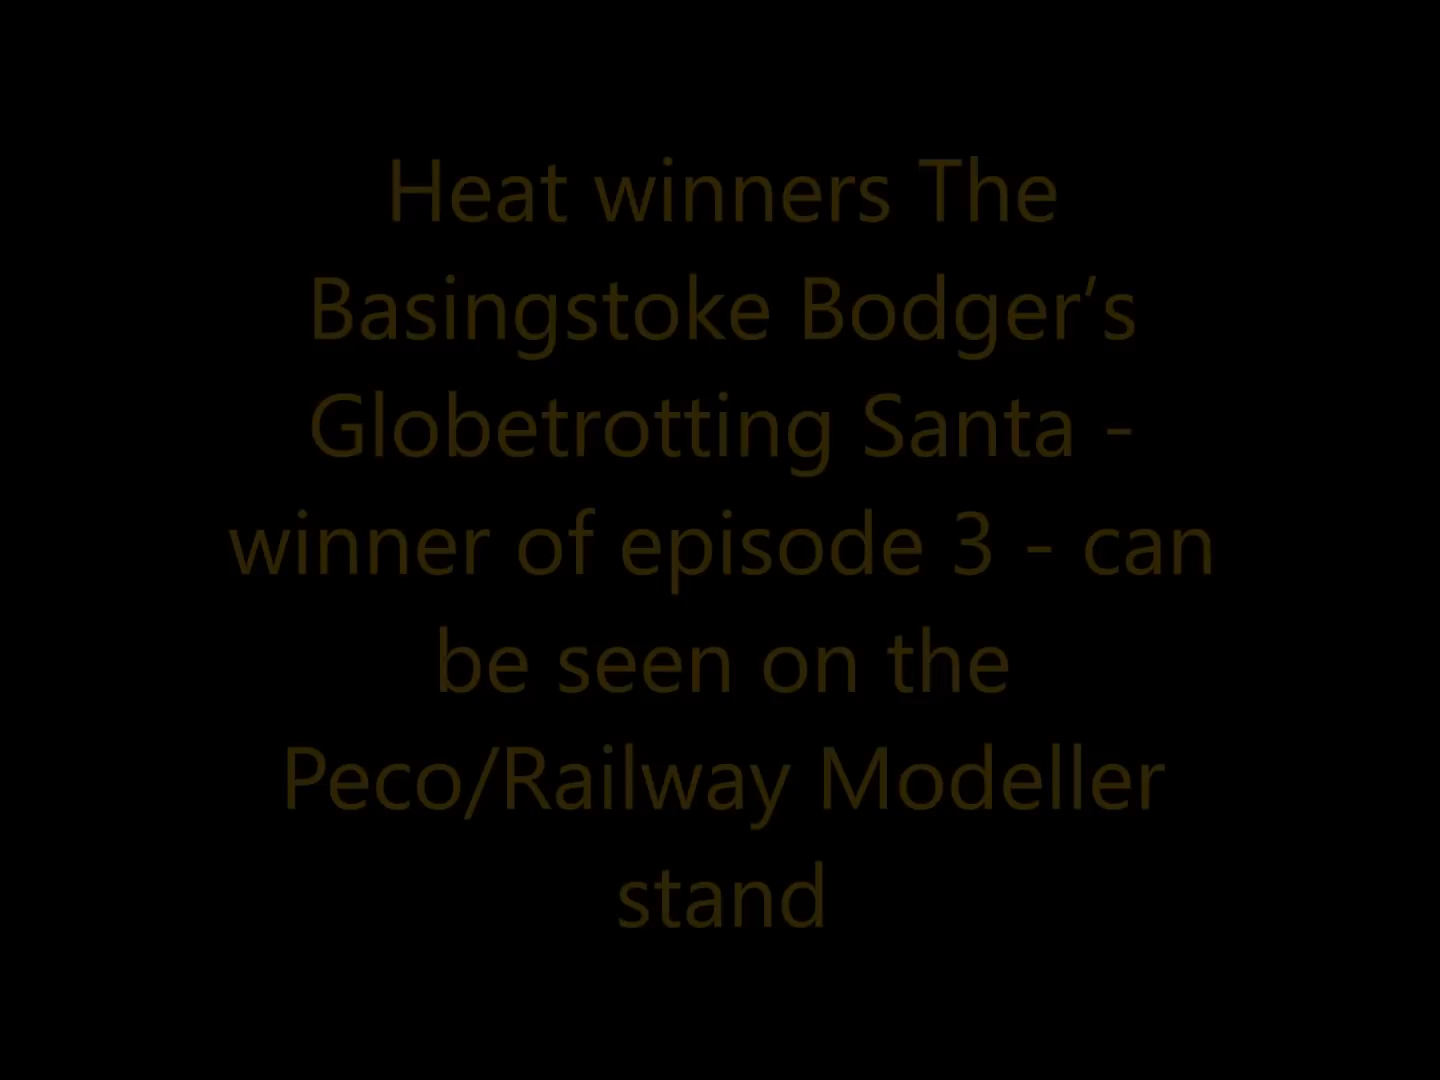 Heat winners The
Basingstoke Bodger’s
Globetrotting Santa -
winner of episode 3 - can
be seen on the
Peco/Railway Modeller
stand